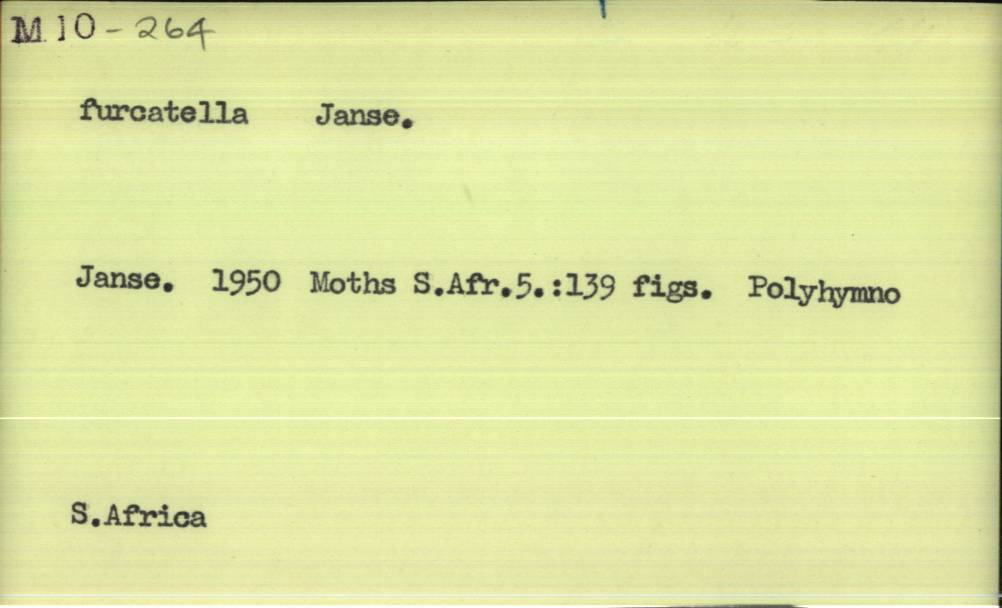 M 10 - 264
furcatella Janse.
Janse. 1950 Moths S.Afr.5.:139 figs. Polyhymno
S.Africa